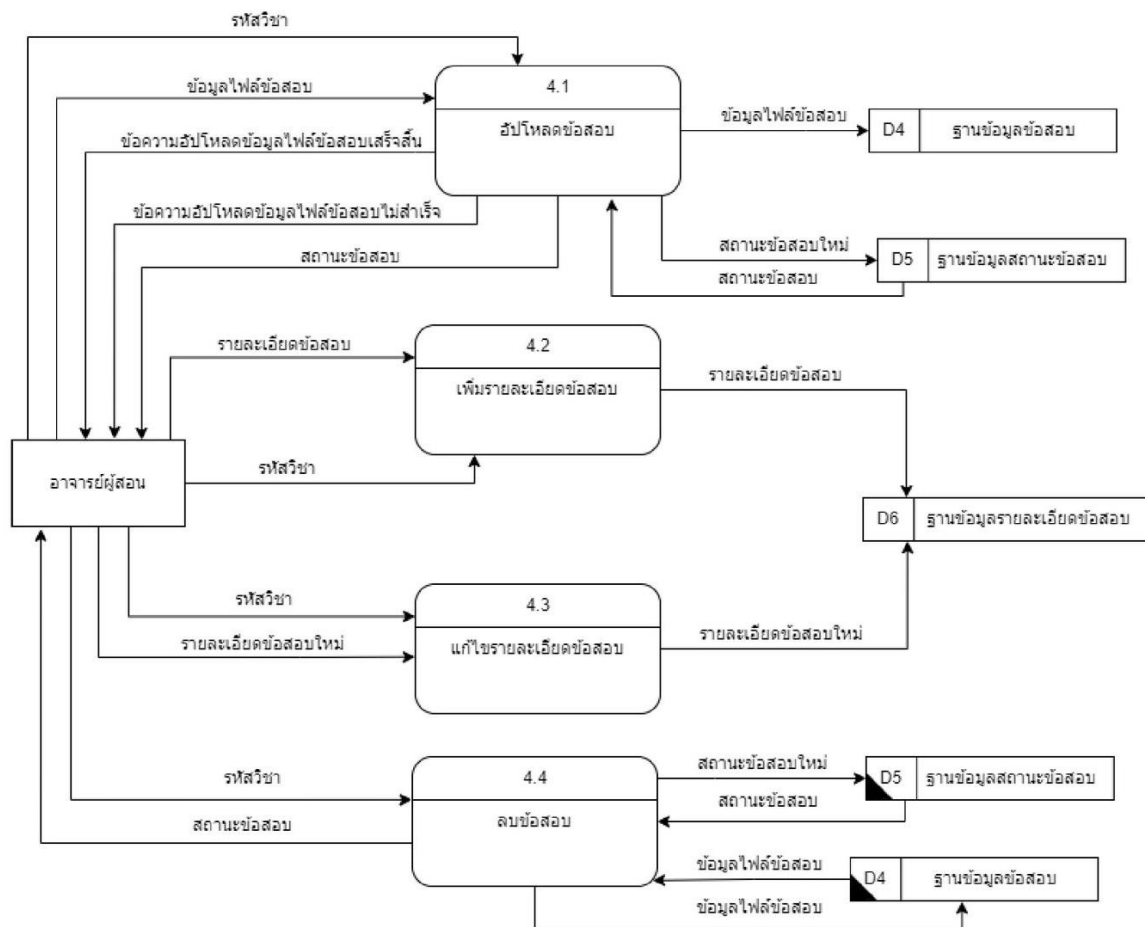 รหัสวิชา
ข้อมูลไฟล์ข้อสอบ
4.1
อัปโหลดข้อสอบ
ข้อมูลไฟล์ข้อสอบ
D4
ฐานข้อมูลข้อสอบ
ข้อความอัปโหลดข้อมูลไฟล์ข้อสอบเสร็จสิ้น
ข้อความอัปโหลดข้อมูลไฟล์ข้อสอบไม่สำเร็จ
สถานะข้อสอบ
สถานะข้อสอบใหม่
D5
ฐานข้อมูลสถานะข้อสอบ
สถานะข้อสอบ
รายละเอียดข้อสอบ
4.2
เพิ่มรายละเอียดข้อสอบ
รายละเอียดข้อสอบ
อาจารย์ผู้สอน
รหัสวิชา
D6
ฐานข้อมูลรายละเอียดข้อสอบ
รหัสวิชา
4.3
รายละเอียดข้อสอบใหม่
แก้ไขรายละเอียดข้อสอบ
รายละเอียดข้อสอบใหม่
รหัสวิชา
4.4
สถานะข้อสอบใหม่
D5
ฐานข้อมูลสถานะข้อสอบ
สถานะข้อสอบ
ลบข้อสอบ
สถานะข้อสอบ
ข้อมูลไฟล์ข้อสอบ
D4
ฐานข้อมูลข้อสอบ
ข้อมูลไฟล์ข้อสอบ